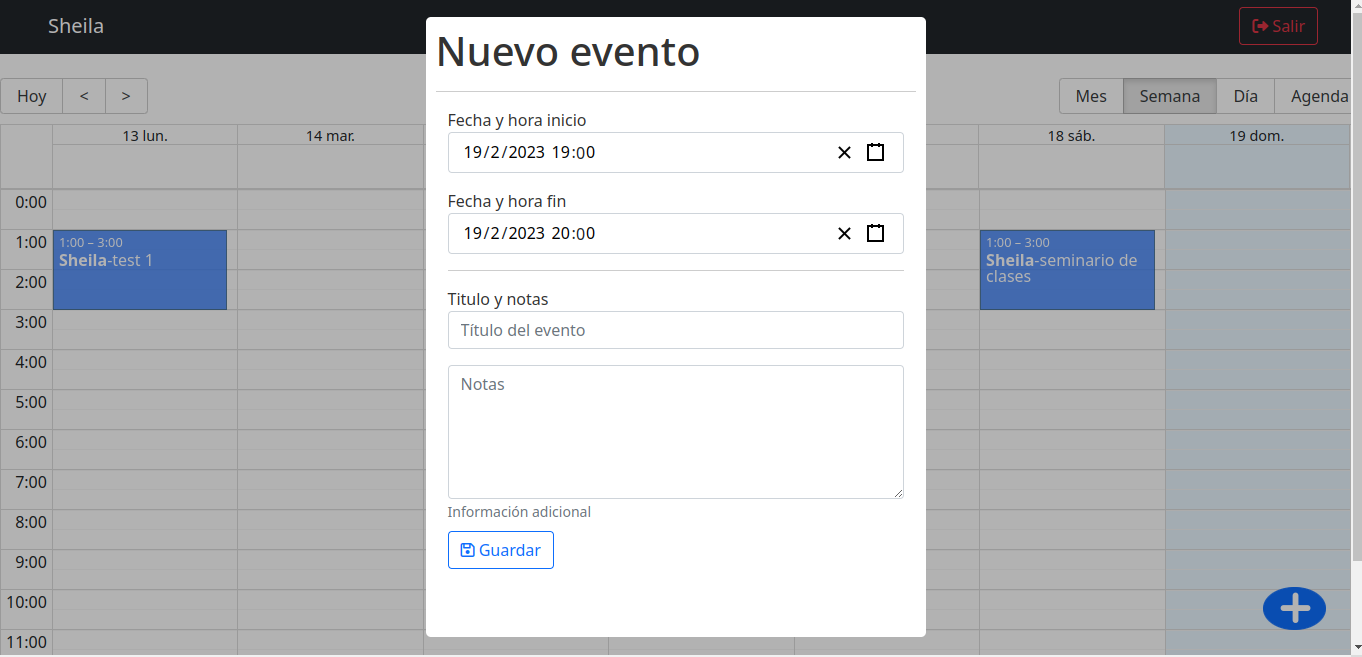 Sheila
Salir
Nuevo evento
Hoy
<
>
Mes
Semana
Día
Agenda
13 lun.
14 mar.
18 sáb.
19 dom.
Fecha y hora inicio
19/2/2023 19:00
Fecha y hora fin
19/2/2023 20:00
Titulo y notas
Título del evento
Notas
Información adicional
Guardar
0:00
1:00
2:00
3:00
4:00
5:00
6:00
7:00
8:00
9:00
10:00
11:00
1:00 – 3:00
Sheila-test 1
1:00 – 3:00
Sheila-seminario de
clases